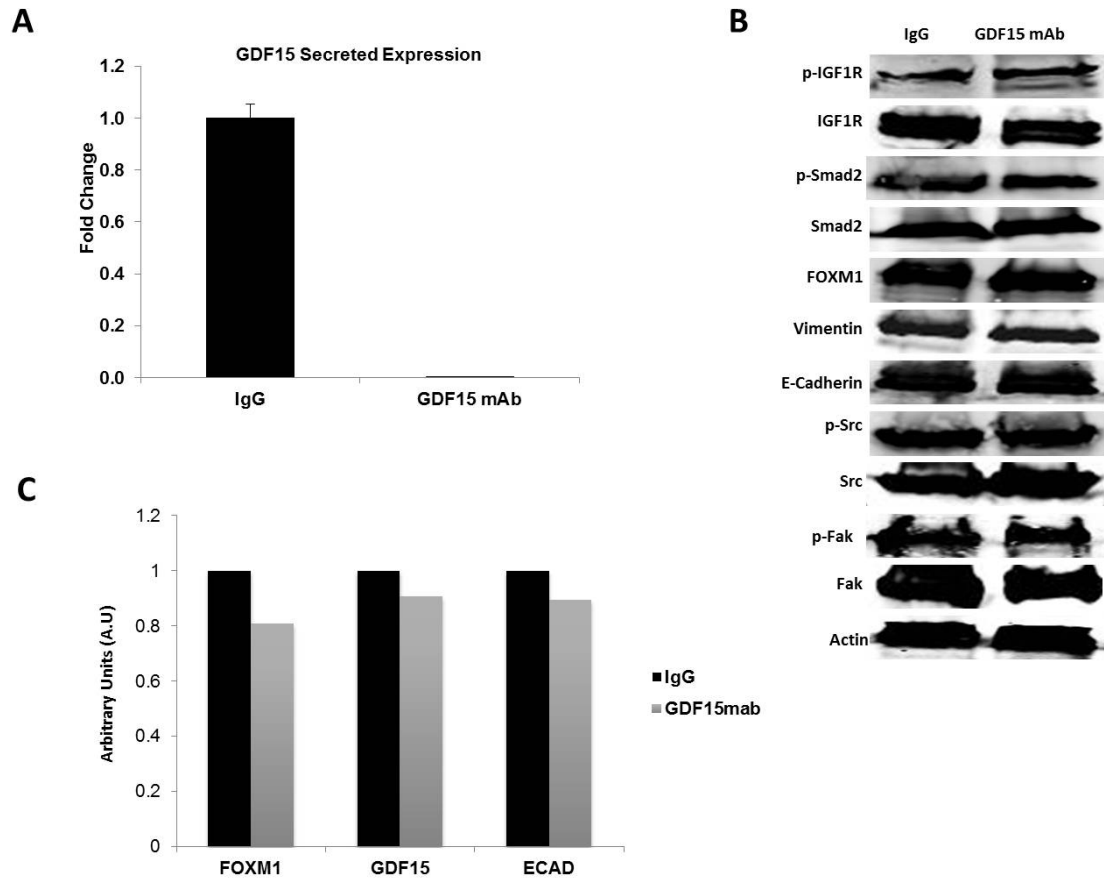 A
GDF15 Secreted Expression
Fold Change
1.2
1.0
0.8
0.6
0.4
0.2
0.0
IgG
GDF15 mAb
B
IgG
GDF15 mAb
p-IGF1R
IGF1R
p-Smad2
Smad2
FOXM1
Vimentin
E-Cadherin
p-Src
Src
p-Fak
Fak
Actin
C
Arbitrary Units (A.U)
1.2
1
0.8
0.6
0.4
0.2
0
FOXM1
GDF15
ECAD
IgG
GDF15mab